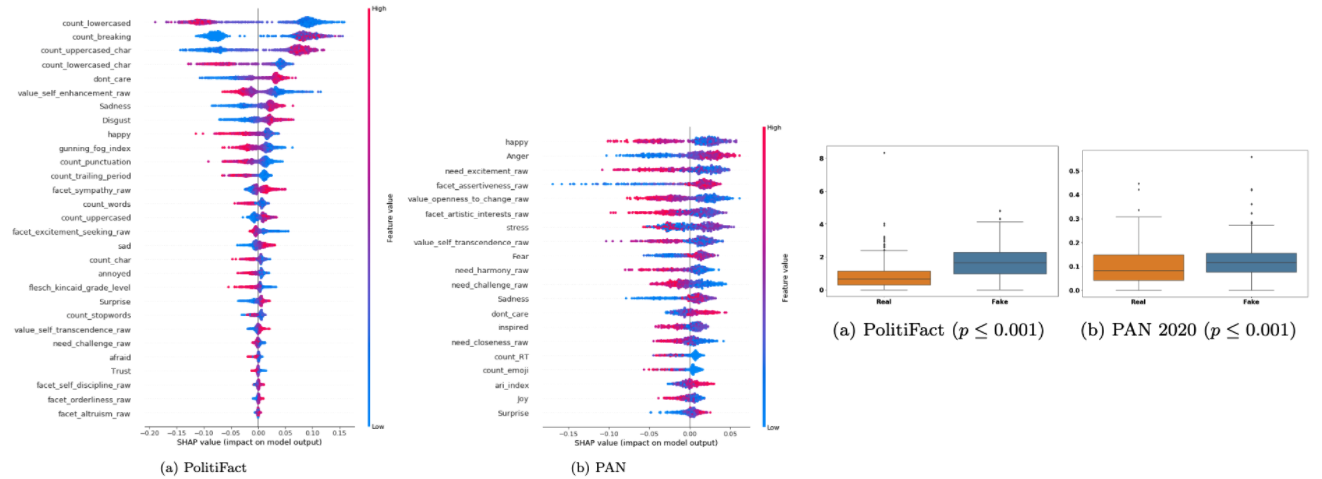 count_lowercased
count_breaking
count_uppercased_char
count_lowercased_char
dont_care
value_self_enhancement_raw
Sadness
Disgust
happy
gunning_fog_index
count_punctuation
count_trailing_period
facet_sympathy_raw
count_words
count_uppercased
facet_excitement_seeking_raw
sad
count_char
annoyed
flesch_kincaid_grade_level
Surprise
count_stopwords
value_self_transcendence_raw
need_challenge_raw
afraid
Trust
facet_self_discipline_raw
facet_orderliness_raw
facet_altruism_raw
−0.20 −0.15 −0.10 −0.05 0.00 0.05 0.10 0.15
SHAP value (impact on model output)
High
Feature value
Low
(a) PolitiFact
happy
Anger
need_excitement_raw
facet_assertiveness_raw
value_openness_to_change_raw
facet_artistic_interests_raw
stress
value_self_transcendence_raw
Fear
need_harmony_raw
need_challenge_raw
Sadness
dont_care
inspired
need_closeness_raw
count_RT
count_emoji
ari_index
Joy
Surprise
−0.15 −0.10 −0.05 0.00 0.05
SHAP value (impact on model output)
High
Feature value
Low
(b) PAN
8
6
4
2
0
Real Fake
(a) PolitiFact (p ≤ 0.001)
0.5
0.4
0.3
0.2
0.1
0.0
Real Fake
(b) PAN 2020 (p ≤ 0.001)